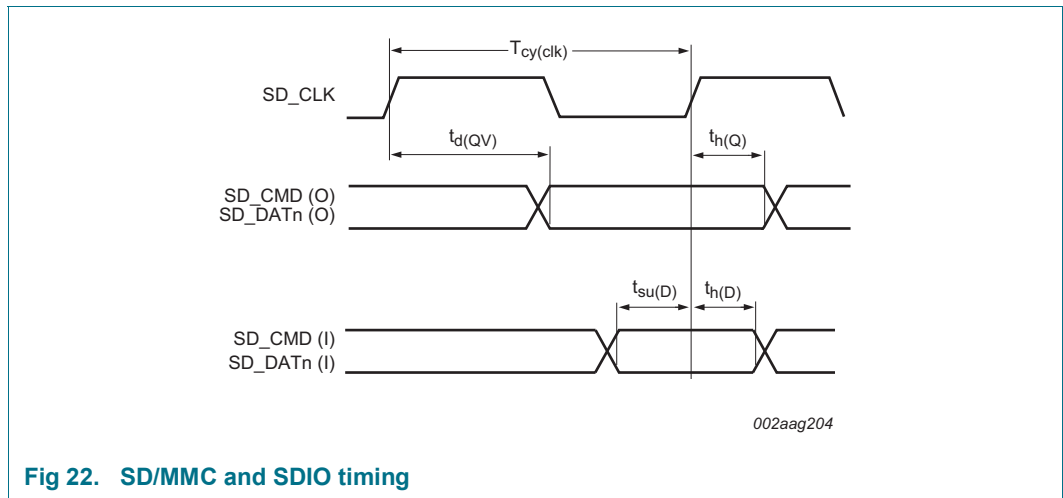 Tcy(clk)
SD_CLK
td(QV)
th(Q)
SD_CMD (O)
SD_DATn (O)
tsu(D)
th(D)
SD_CMD (I)
SD_DATn (I)
002aag204
Fig 22. SD/MMC and SDIO timing